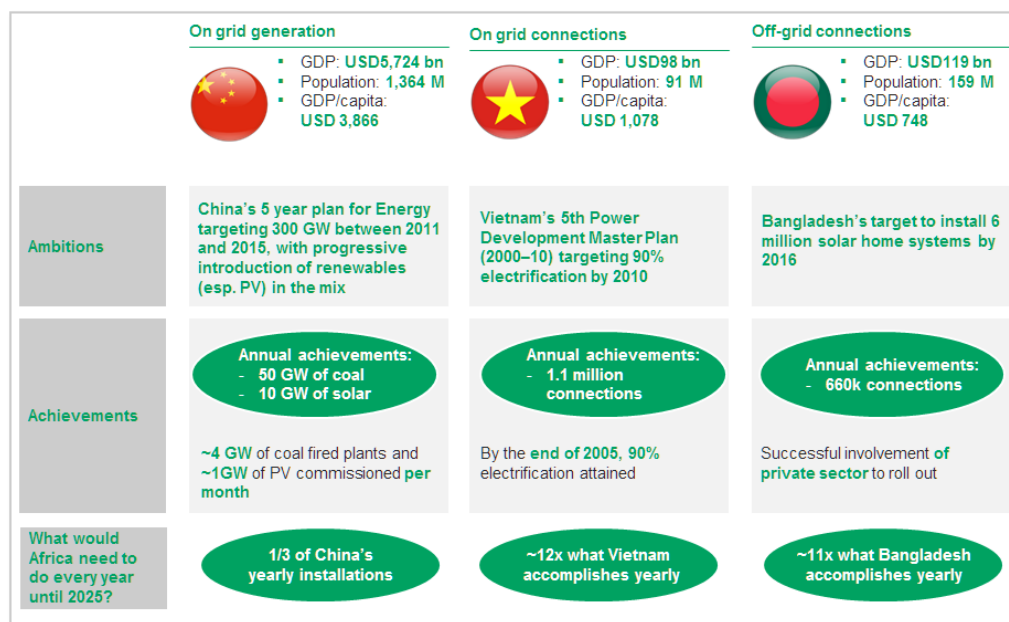 On grid generation
▪ GDP: USD5,724 bn
▪ Population: 1,364 M
▪ GDP/capita:
USD 3,866
On grid connections
▪ GDP: USD98 bn
▪ Population: 91 M
▪ GDP/capita:
USD 1,078
Off-grid connections
▪ GDP: USD119 bn
▪ Population: 159 M
▪ GDP/capita:
USD 748
Ambitions
China's 5 year plan for Energy
targeting 300 GW between 2011
and 2015, with progressive
introduction of renewables
(esp. PV) in the mix
Vietnam's 5th Power
Development Master Plan
(2000–10) targeting 90%
electrification by 2010
Bangladesh's target to install 6
million solar home systems by
2016
Achievements
Annual achievements:
- 50 GW of coal
- 10 GW of solar
~4 GW of coal fired plants and
~1GW of PV commissioned per
month
Annual achievements:
- 1.1 million
connections
By the end of 2005, 90%
electrification attained
Annual achievements:
- 660k connections
Successful involvement of
private sector to roll out
What would
Africa need to
do every year
until 2025?
1/3 of China's
yearly installations
~12x what Vietnam
accomplishes yearly
~11x what Bangladesh
accomplishes yearly